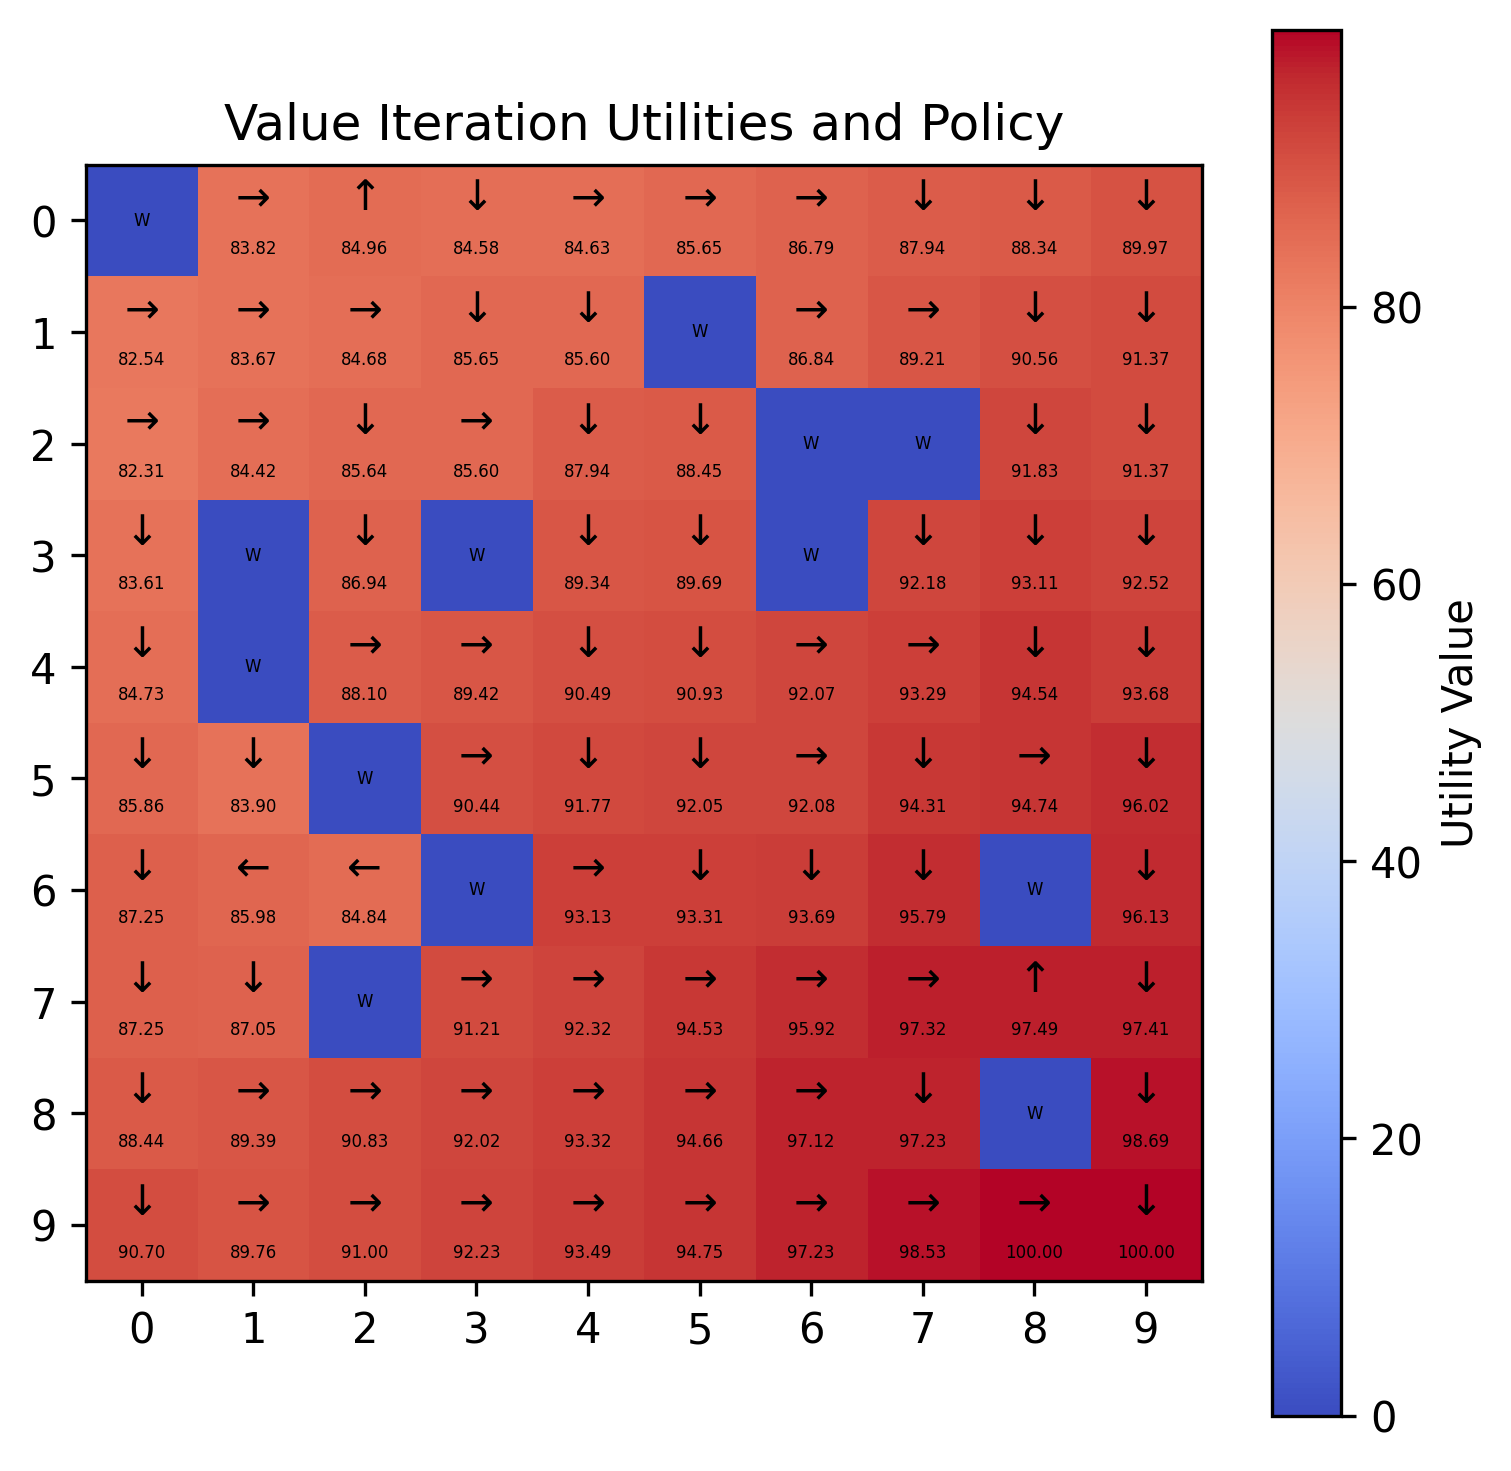 Value Iteration Utilities and Policy
0 W → ↑ ↓ → → → ↓ ↓ ↓
83.82 84.96 84.58 84.63 85.65 86.79 87.94 88.34 89.97
1 → → → ↓ ↓ W → → ↓ ↓
82.54 83.67 84.68 85.65 85.60 86.84 89.21 90.56 91.37
2 → → ↓ → ↓ ↓ W W ↓ ↓
82.31 84.42 85.64 85.60 87.94 88.45 91.83 91.37
3 ↓ W ↓ W ↓ ↓ W ↓ ↓ ↓
83.61 86.94 89.34 89.69 92.18 93.11 92.52
4 ↓ W → → ↓ ↓ → → ↓ ↓
84.73 88.10 89.42 90.49 90.93 92.07 93.29 94.54 93.68
5 ↓ ↓ W → ↓ ↓ → ↓ → ↓
85.86 83.90 90.44 91.77 92.05 92.08 94.31 94.74 96.02
6 ↓ ← ← W → ↓ ↓ ↓ W ↓
87.25 85.98 84.84 93.13 93.31 93.69 95.79 96.13
7 ↓ ↓ W → → → → → ↑ ↓
87.25 87.05 91.21 92.32 94.53 95.92 97.32 97.49 97.41
8 ↓ → → → → → → ↓ W ↓
88.44 89.39 90.83 92.02 93.32 94.66 97.12 97.23 98.69
9 ↓ → → → → → → → → ↓
90.70 89.76 91.00 92.23 93.49 94.75 97.23 98.53 100.00 100.00
0 1 2 3 4 5 6 7 8 9
80
60
40
20
0
Utility Value